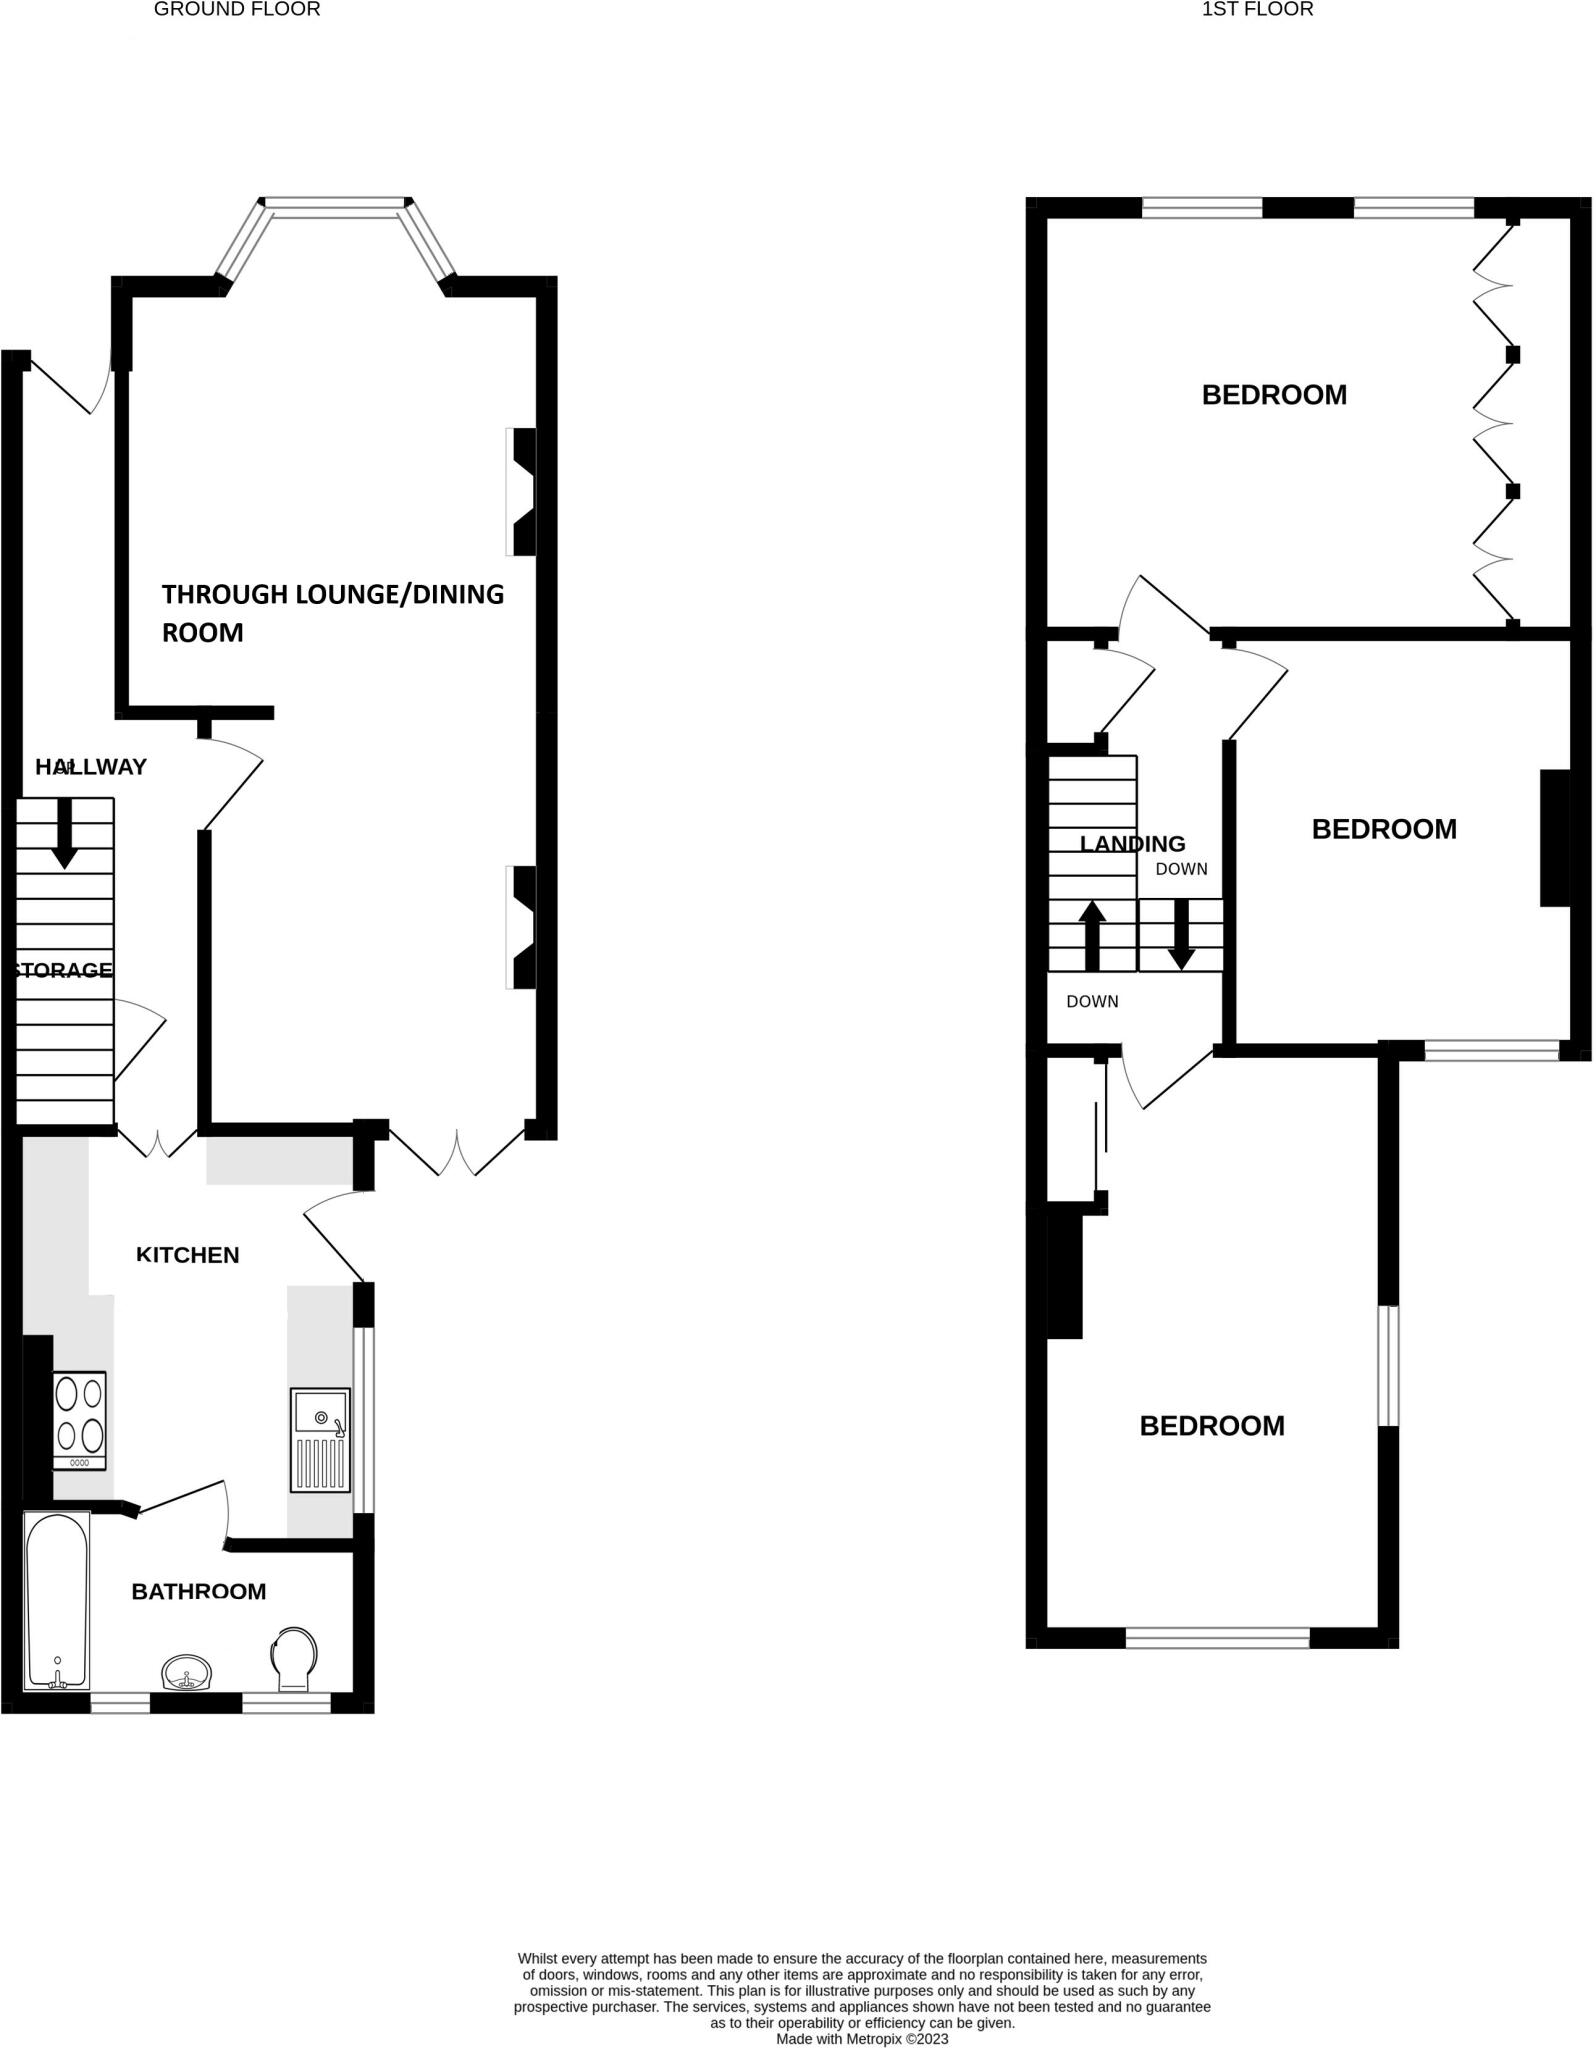 GROUND FLOOR
1ST FLOOR
THROUGH LOUNGE/DINING
ROOM
HALLWAY
UP
STORAGE
KITCHEN
BATHROOM
BEDROOM
BEDROOM
LANDING
DOWN
DOWN
BEDROOM
Whilst every attempt has been made to ensure the accuracy of the floorplan contained here, measurements
of doors, windows, rooms and any other items are approximate and no responsibility is taken for any error,
omission or mis-statement. This plan is for illustrative purposes only and should be used as such by any
prospective purchaser. The services, systems and appliances shown have not been tested and no guarantee
as to their operability or efficiency can be given.
Made with Metropix ©2023